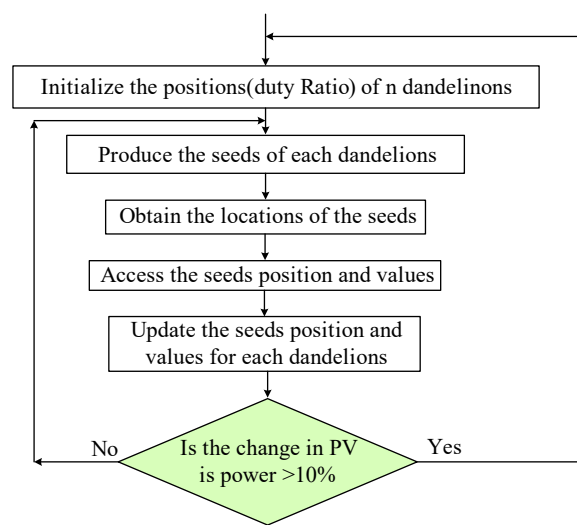 Initialize the positions(duty Ratio) of n dandelinons
Produce the seeds of each dandelions
Obtain the locations of the seeds
Access the seeds position and values
Update the seeds position and
values for each dandelions
No
Is the change in PV
is power >10%
Yes